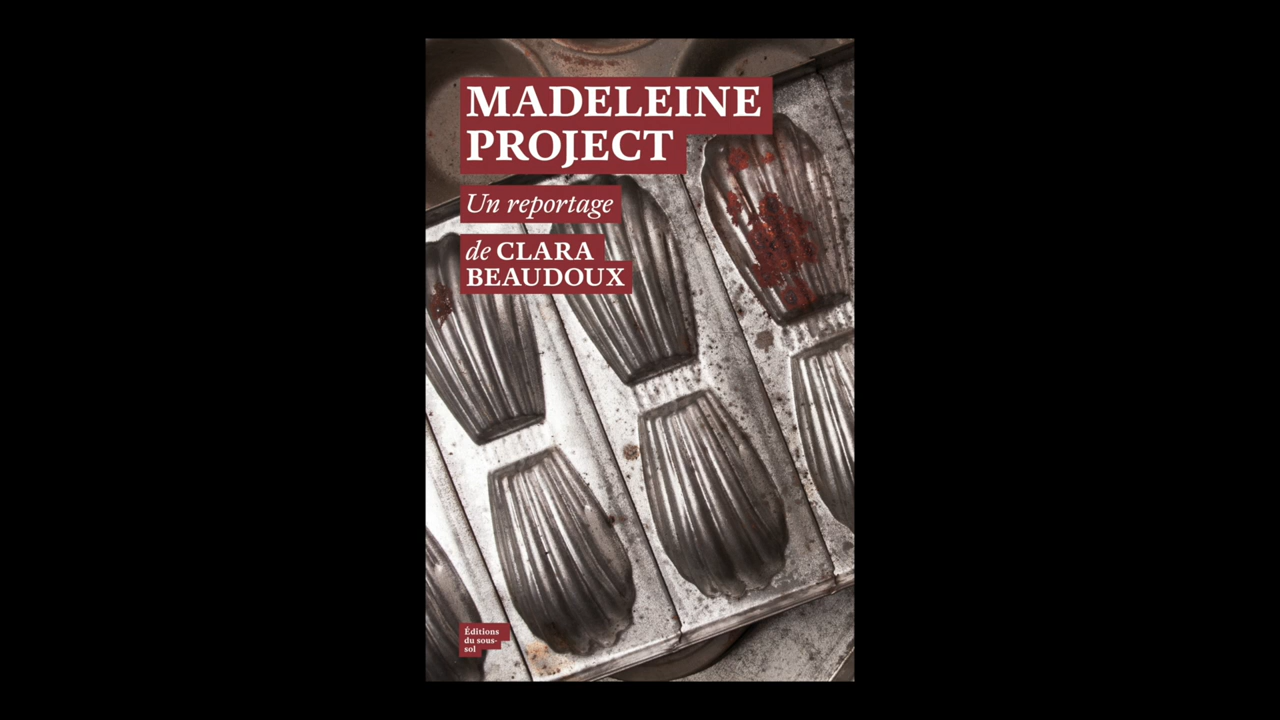 MADELEINE
PROJECT
Un reportage
de CLARA
BEAUDOUX
Éditions
du sous-
sol